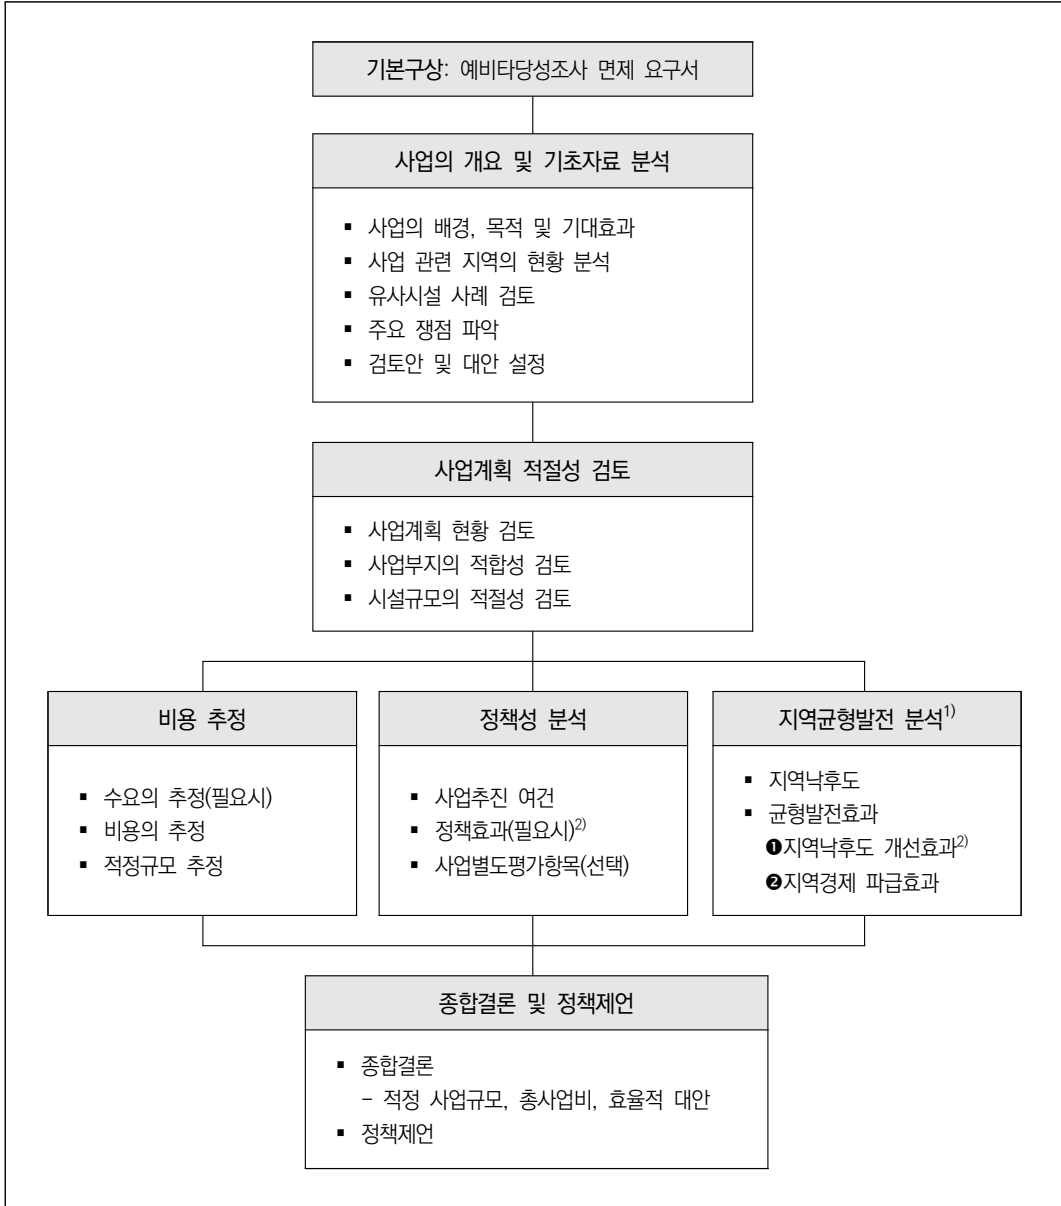 기본구상: 예비타당성조사 면제 요구서
사업의 개요 및 기초자료 분석
▪ 사업의 배경, 목적 및 기대효과
▪ 사업 관련 지역의 현황 분석
▪ 유사시설 사례 검토
▪ 주요 쟁점 파악
▪ 검토안 및 대안 설정
사업계획 적절성 검토
▪ 사업계획 현황 검토
▪ 사업부지의 적합성 검토
▪ 시설규모의 적절성 검토
비용 추정
▪ 수요의 추정(필요시)
▪ 비용의 추정
▪ 적정규모 추정
정책성 분석
▪ 사업추진 여건
▪ 정책효과(필요시)2)
▪ 사업별도평가항목(선택)
지역균형발전 분석1)
▪ 지역낙후도
▪ 균형발전효과
❶지역낙후도 개선효과2)
❷지역경제 파급효과
종합결론 및 정책제언
▪ 종합결론
– 적정 사업규모, 총사업비, 효율적 대안
▪ 정책제언